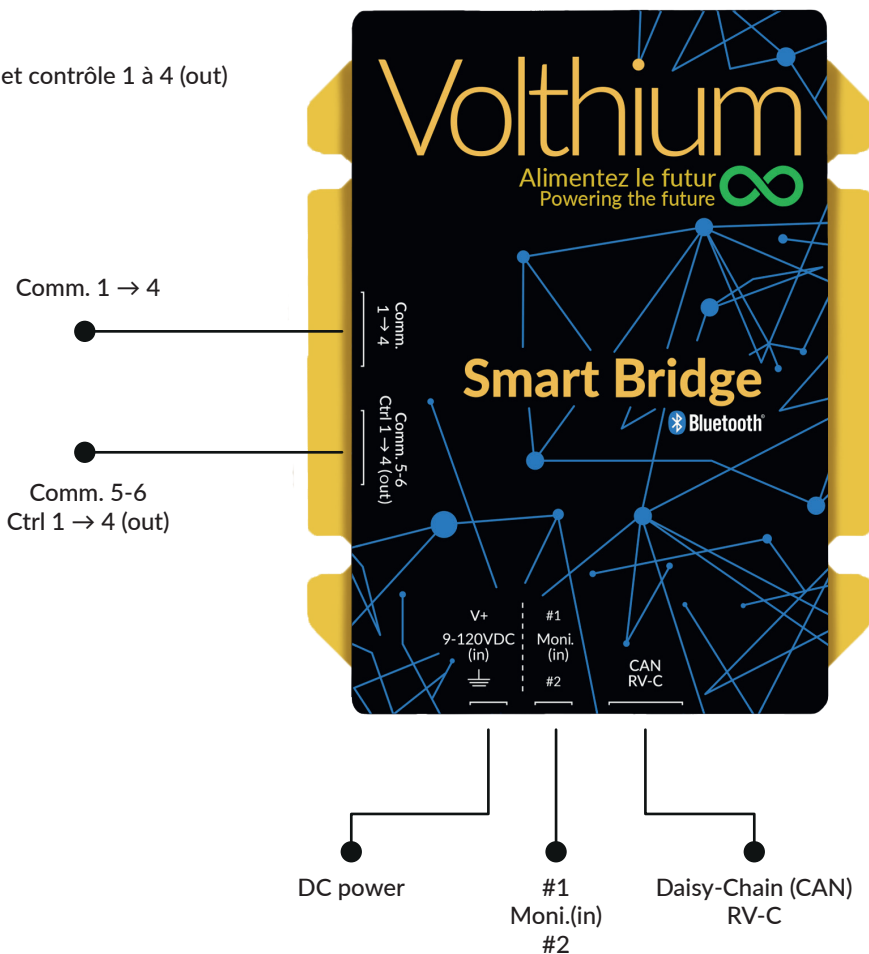 et contrôle 1 à 4 (out)
Volthium
Alimentez le futur
Powering the future
Comm. 1 → 4
Comm.
1 → 4
Smart Bridge
Bluetooth®
Comm. 5-6
Ctrl 1 → 4 (out)
Comm. 5-6
Ctrl 1 → 4 (out)
V+
9-120VDC
(in)
#1
Moni.
(in)
#2
CAN
RV-C
DC power
#1
Moni.(in)
#2
Daisy-Chain (CAN)
RV-C